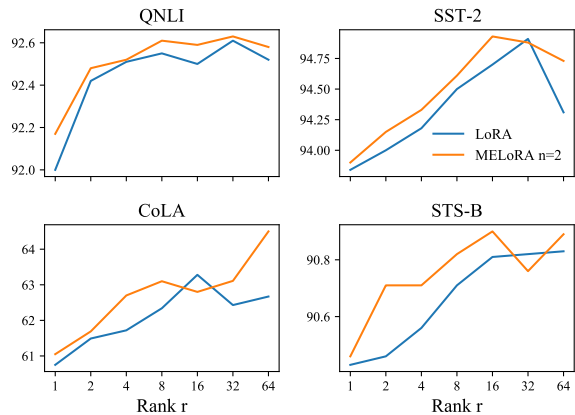 QNLI
92.6
92.4
92.2
92.0
SST-2
94.75
94.50
94.25
94.00
LoRA
MELoRA n=2
CoLA
64
63
62
61
1 2 4 8 16 32 64
Rank r
STS-B
90.8
90.6
1 2 4 8 16 32 64
Rank r